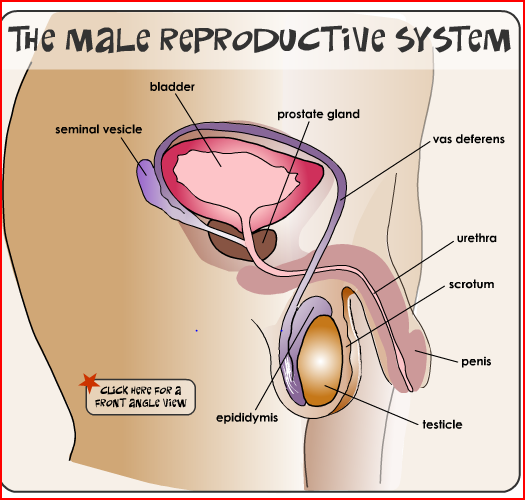 THE MALE REPRODUCTIVE SYSTEM
bladder
prostate gland
seminal vesicle
vas deferens
urethra
scrotum
penis
CLICK HERE FOR A
FRONT ANGLE VIEW
epididymis
testicle